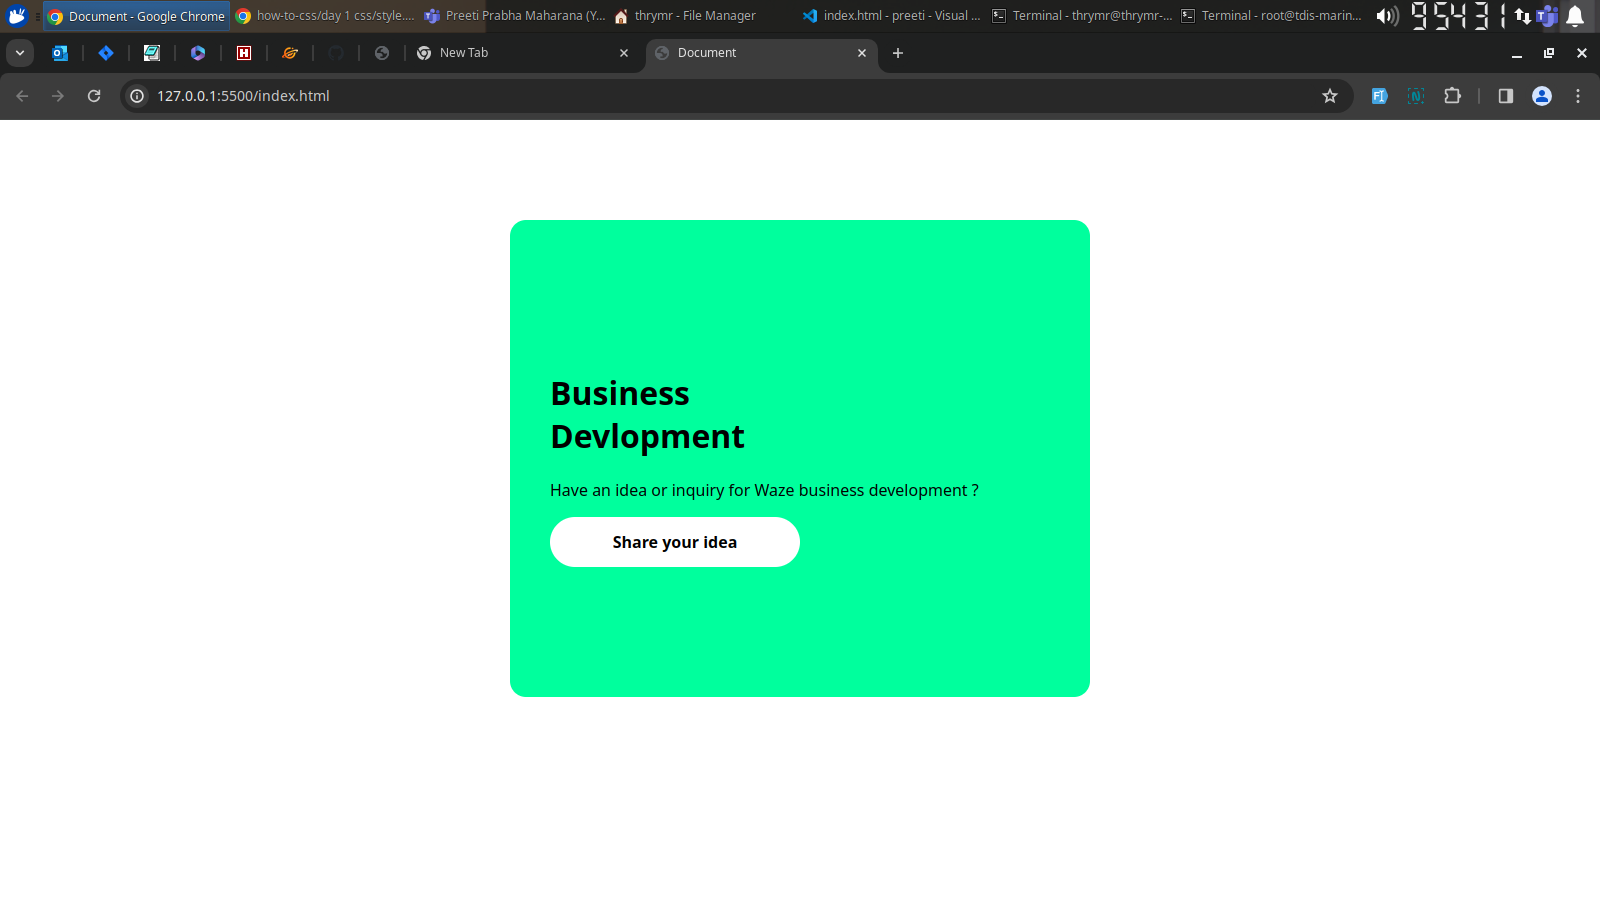 Document - Google Chrome
how-to-css/day 1 css/style....
Preeti Prabha Maharana (Y...
thrymr - File Manager
index.html - preeti - Visual ...
Terminal - thrymr@thrymr-...
Terminal - root@tdis-marin...
95431
New Tab
Document
127.0.0.1:5500/index.html
Business
Devlopment
Have an idea or inquiry for Waze business development ?
Share your idea